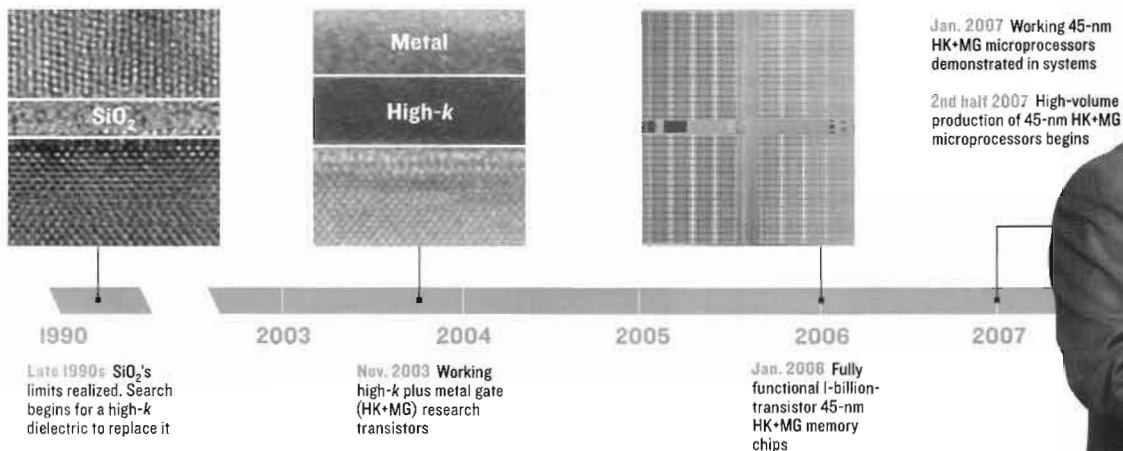 SiO₂
Metal
High-k
Jan. 2007 Working 45-nm
HK+MG microprocessors
demonstrated in systems
2nd half 2007 High-volume
production of 45-nm HK+MG
microprocessors begins
1990
2003
2004
2005
2006
2007
Late 1990s SiO₂'s
limits realized. Search
begins for a high-k
dielectric to replace it
Nov. 2003 Working
high-k plus metal gate
(HK+MG) research
transistors
Jan. 2006 Fully
functional 1-billion-
transistor 45-nm
HK+MG memory
chips